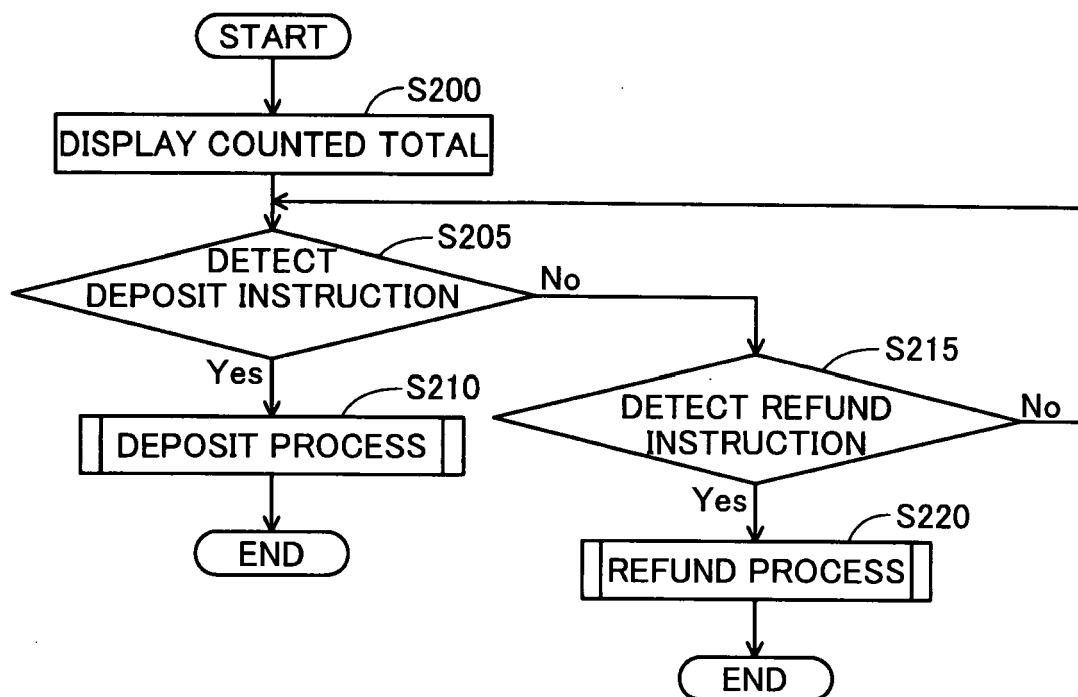 START
S200
DISPLAY COUNTED TOTAL
S205
DETECT
DEPOSIT INSTRUCTION
No
Yes
S210
DEPOSIT PROCESS
END
S215
DETECT REFUND
INSTRUCTION
No
Yes
S220
REFUND PROCESS
END